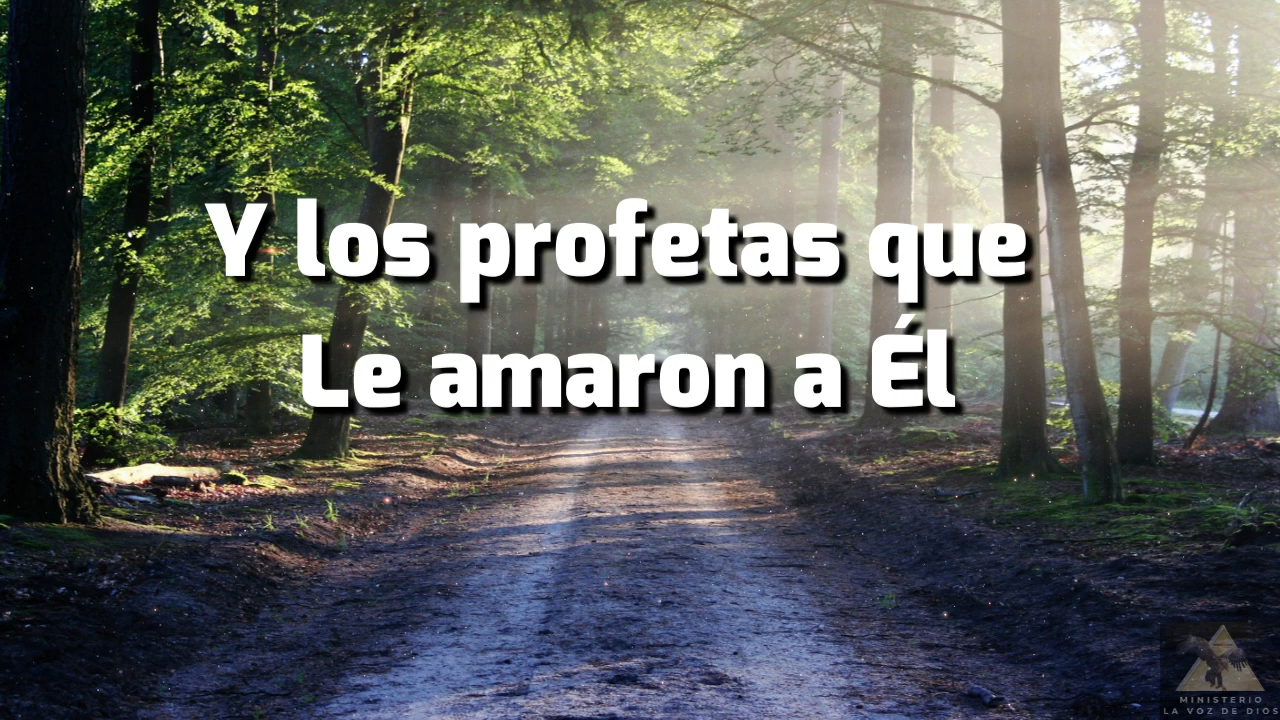 Y los profetas que
Le amaron a Él
MINISTERIO
LA VOZ DE DIOS